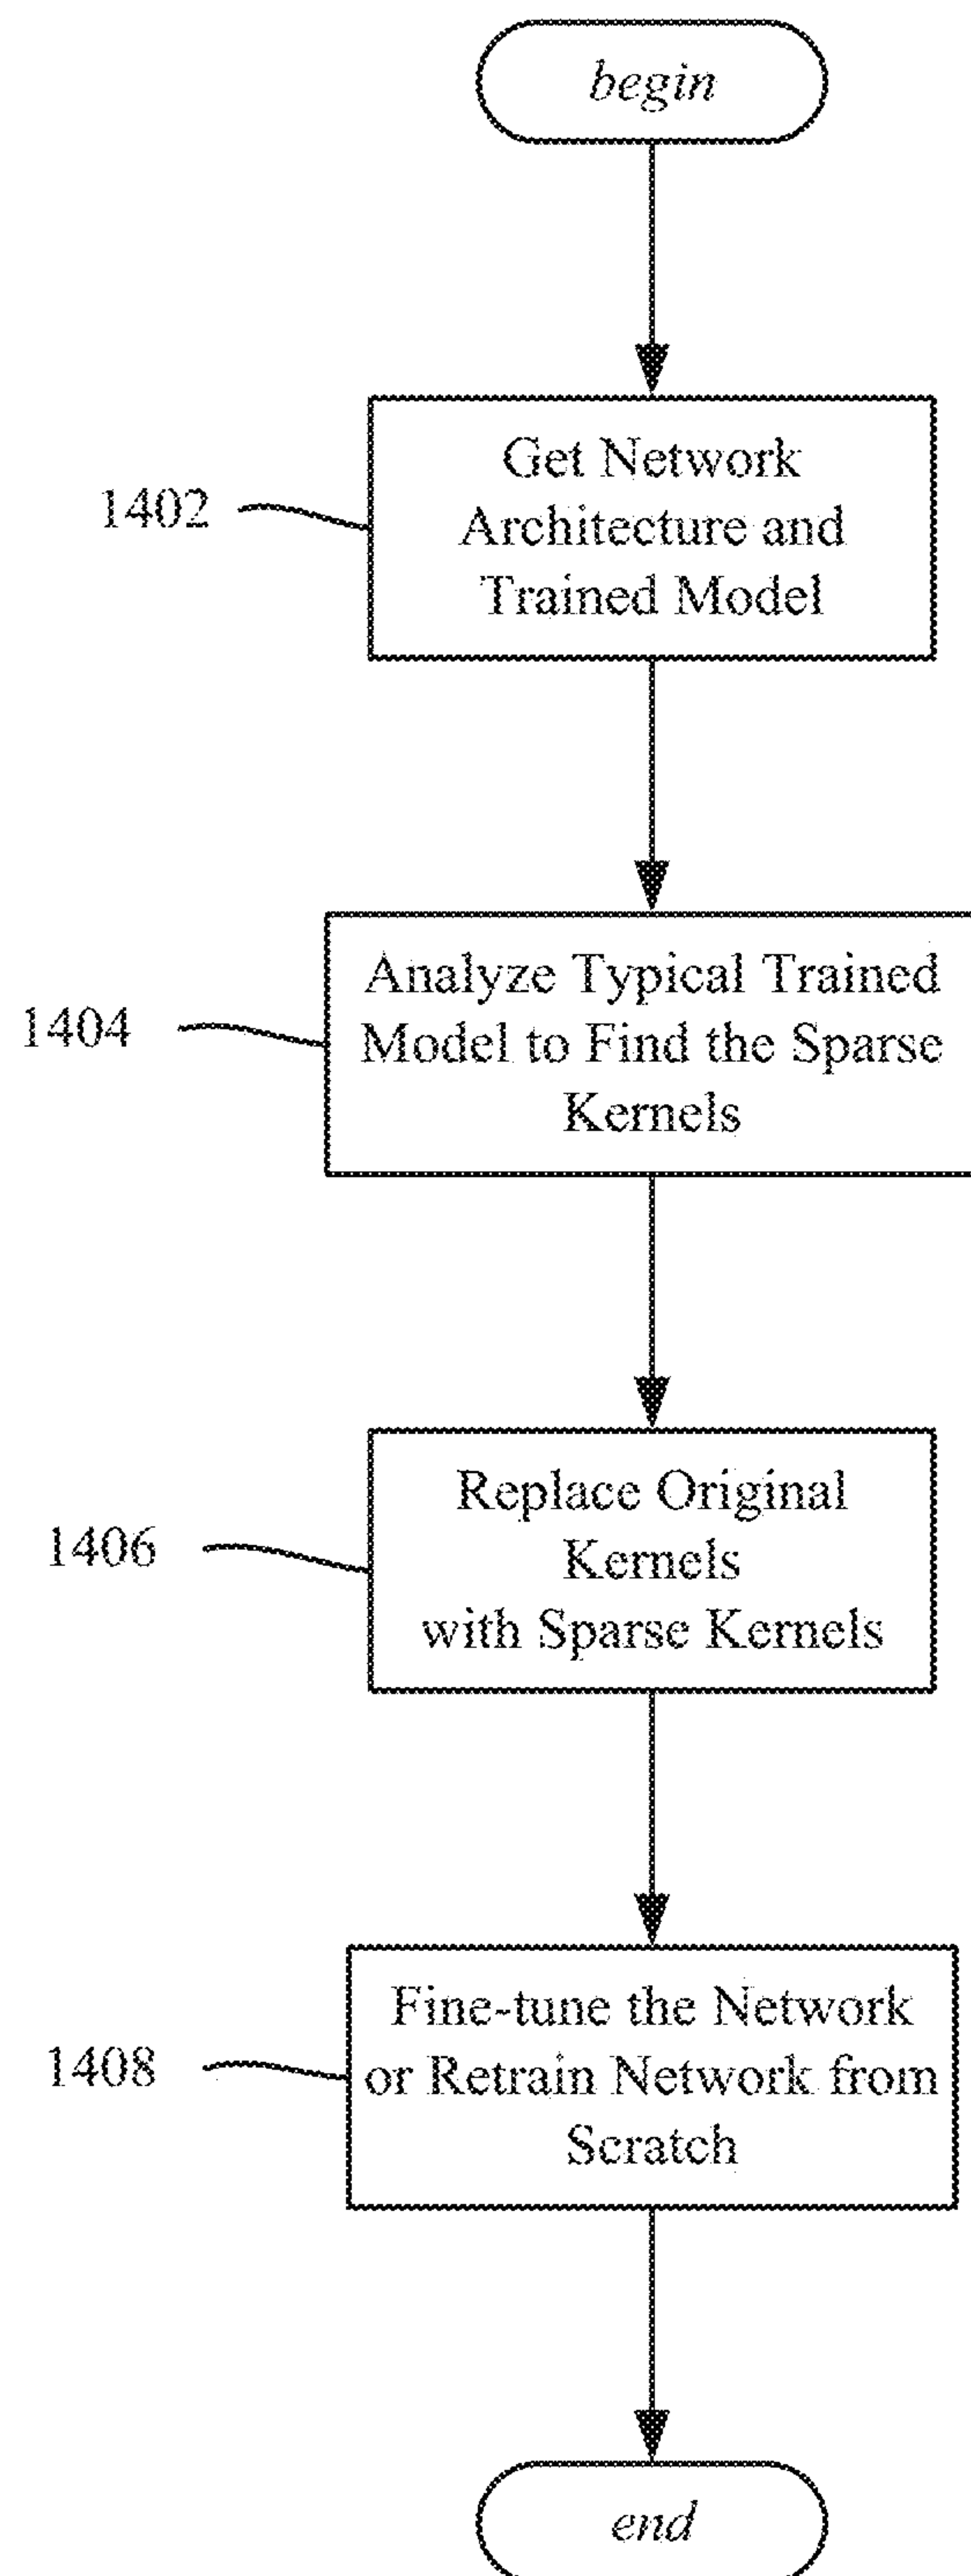 begin
1402
Get Network
Architecture and
Trained Model
1404
Analyze Typical Trained
Model to Find the Sparse
Kernels
1406
Replace Original
Kernels
with Sparse Kernels
1408
Fine-tune the Network
or Retrain Network from
Scratch
end